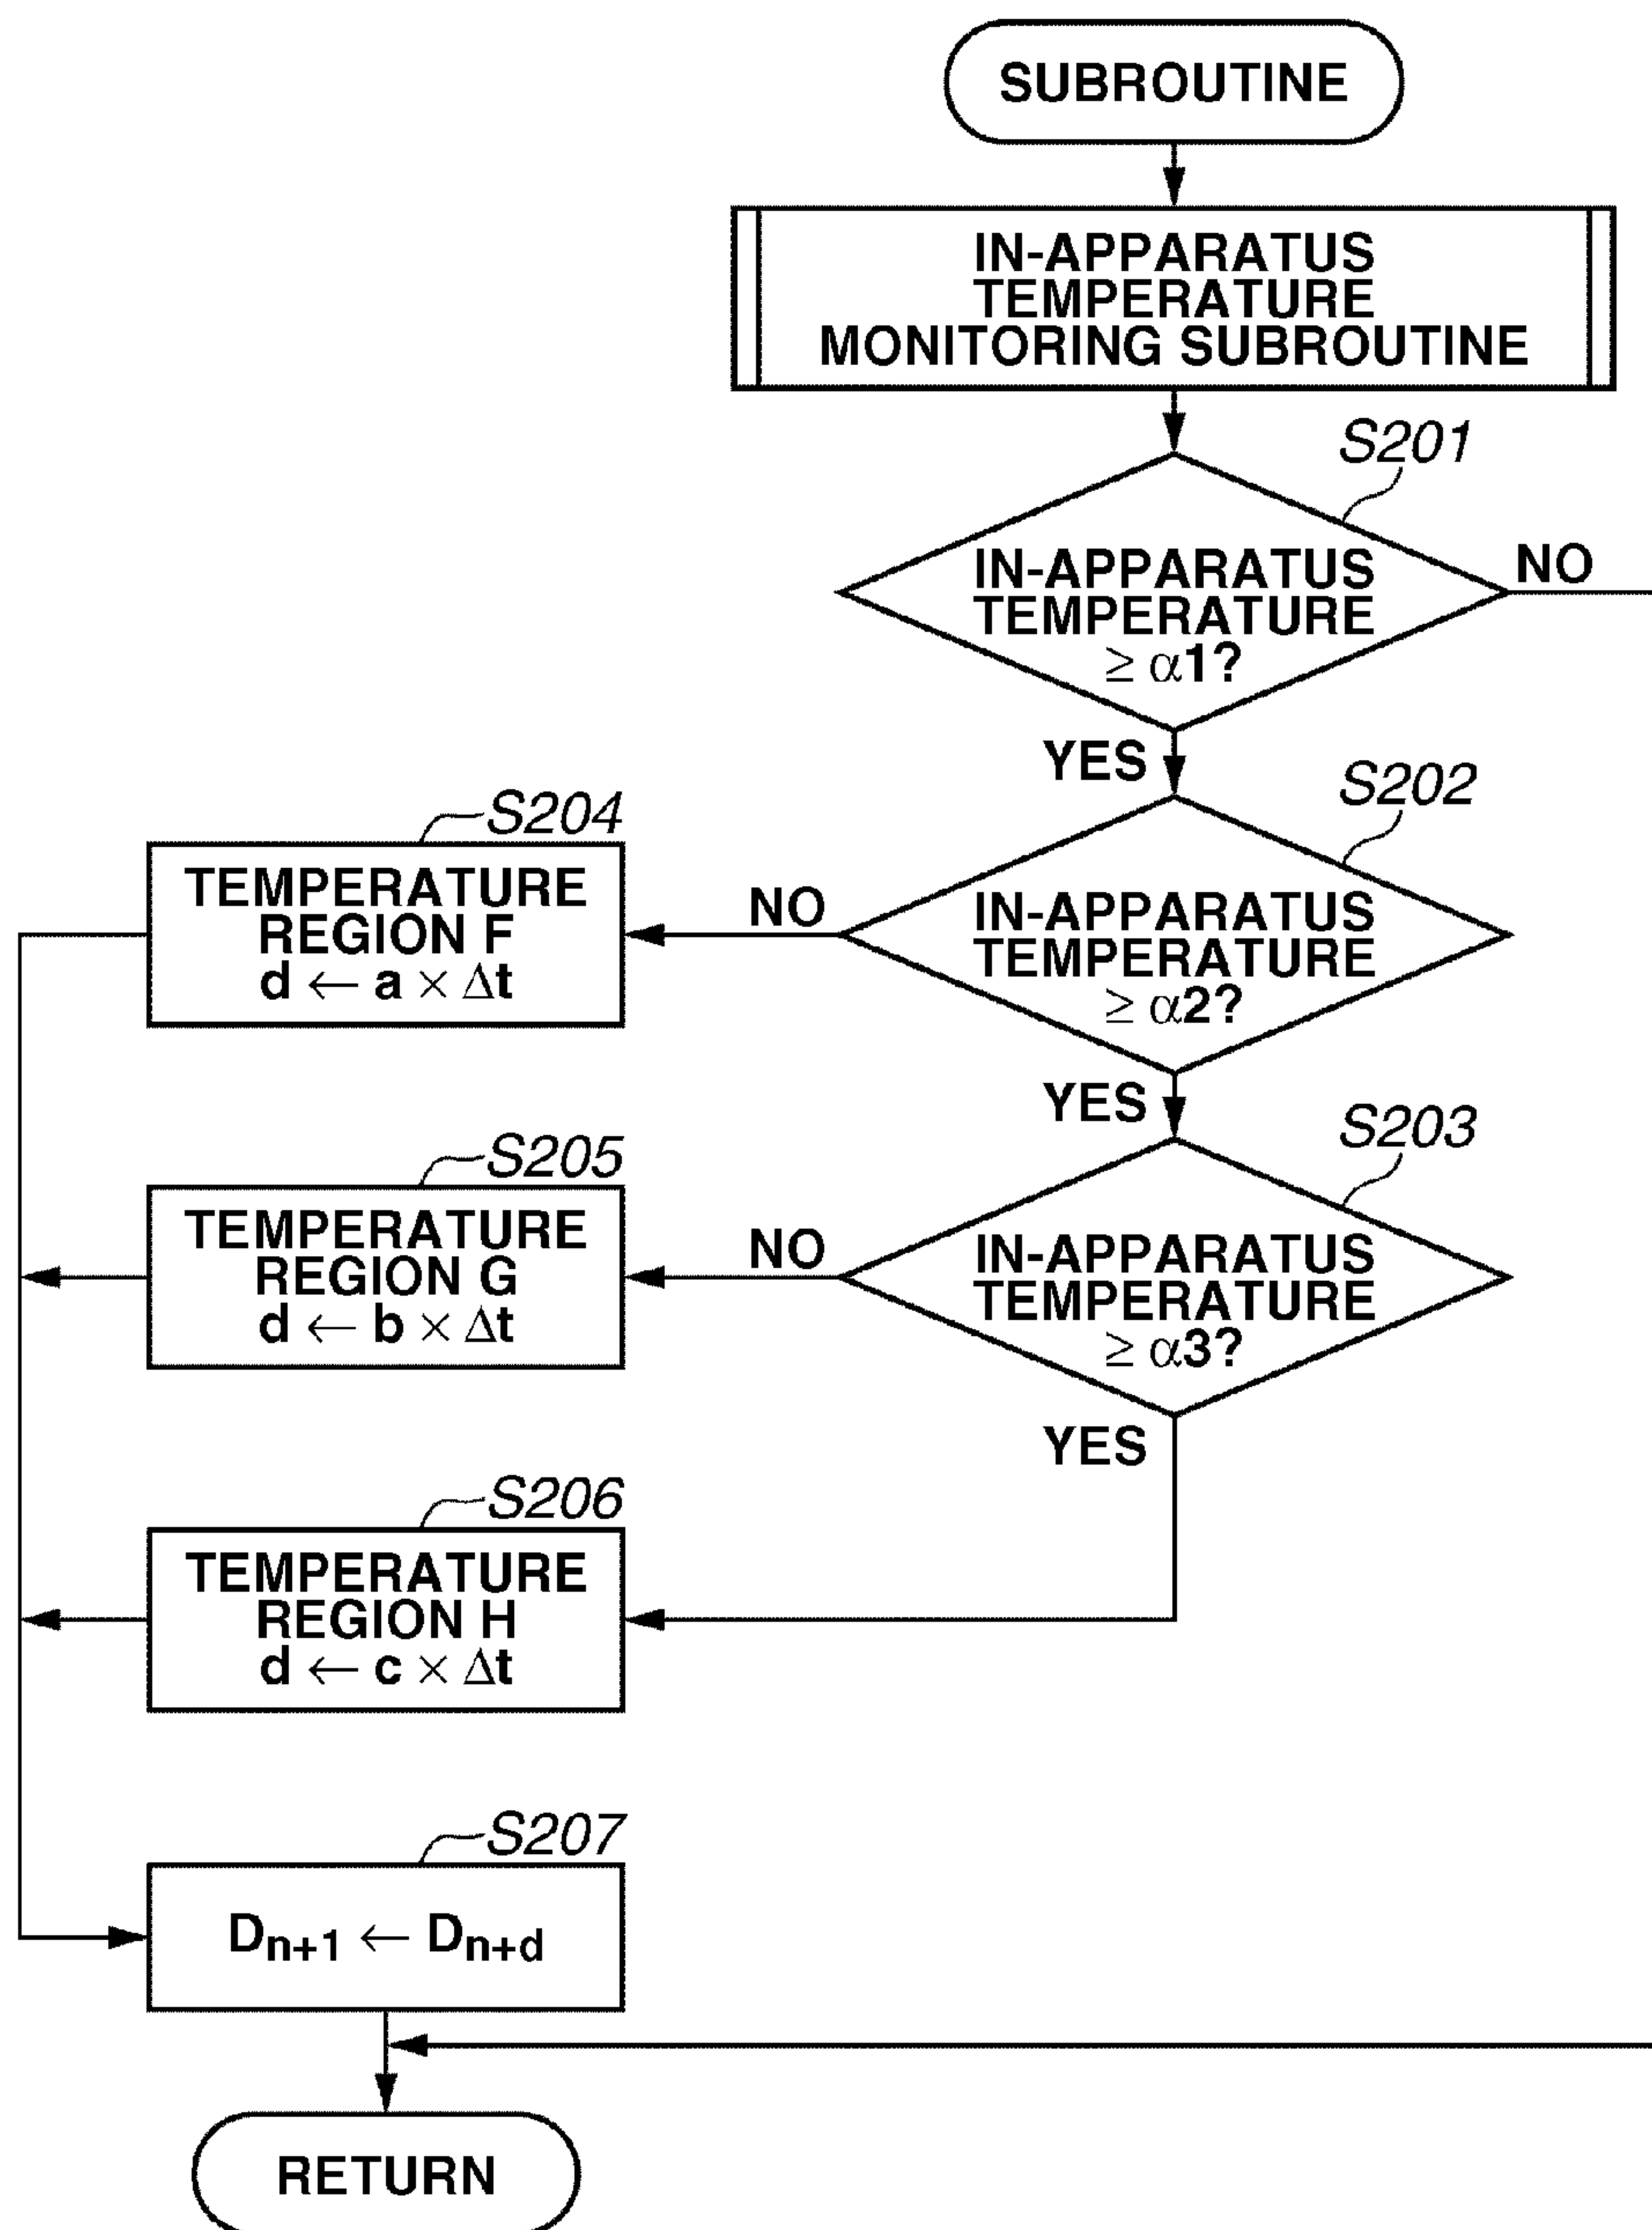 SUBROUTINE
IN-APPARATUS
TEMPERATURE
MONITORING SUBROUTINE
S201
IN-APPARATUS
TEMPERATURE
≥ α1?
NO
YES
S202
IN-APPARATUS
TEMPERATURE
≥ α2?
NO
S204
TEMPERATURE
REGION F
d ← a × Δt
YES
S203
IN-APPARATUS
TEMPERATURE
≥ α3?
NO
S205
TEMPERATURE
REGION G
d ← b × Δt
YES
S206
TEMPERATURE
REGION H
d ← c × Δt
S207
Dn+1 ← Dn+d
RETURN